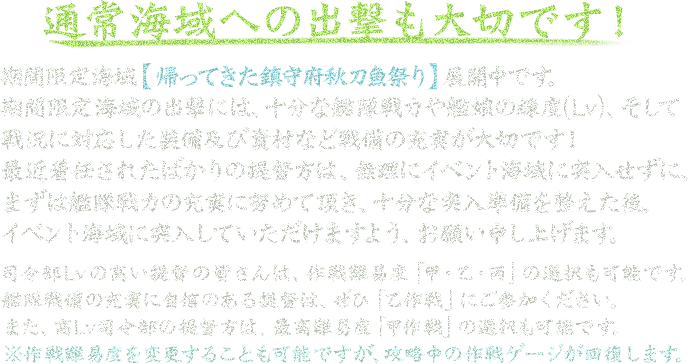 通常海域への出撃も大切です！
期間限定海域【帰ってきた鎮守府秋刀魚祭り】展開中です。
期間限定海域の出撃には、十分な艦隊戦力や艦娘の練度(Lv)、そして
戦況に対応した装備及び資材など戦備の充実が大切です！
最近着任されたばかりの提督方は、無理にイベント海域に突入せずに、
まずは艦隊戦力の充実に努めて頂き、十分な突入準備を整えた後。
イベント海域に突入していただけますよう、お願い申し上げます。
司令部Lvの高い提督の皆さんは、作戦難易度「甲・乙・丙」の選択も可能です。
艦隊戦備の充実に自信のある提督は、ぜひ「乙作戦」にご参加ください。
また、高Lv司令部の提督方は、最高難易度「甲作戦」の選択も可能です。
※作戦難易度を変更することも可能ですが、攻略中の作戦ゲージが回復します。